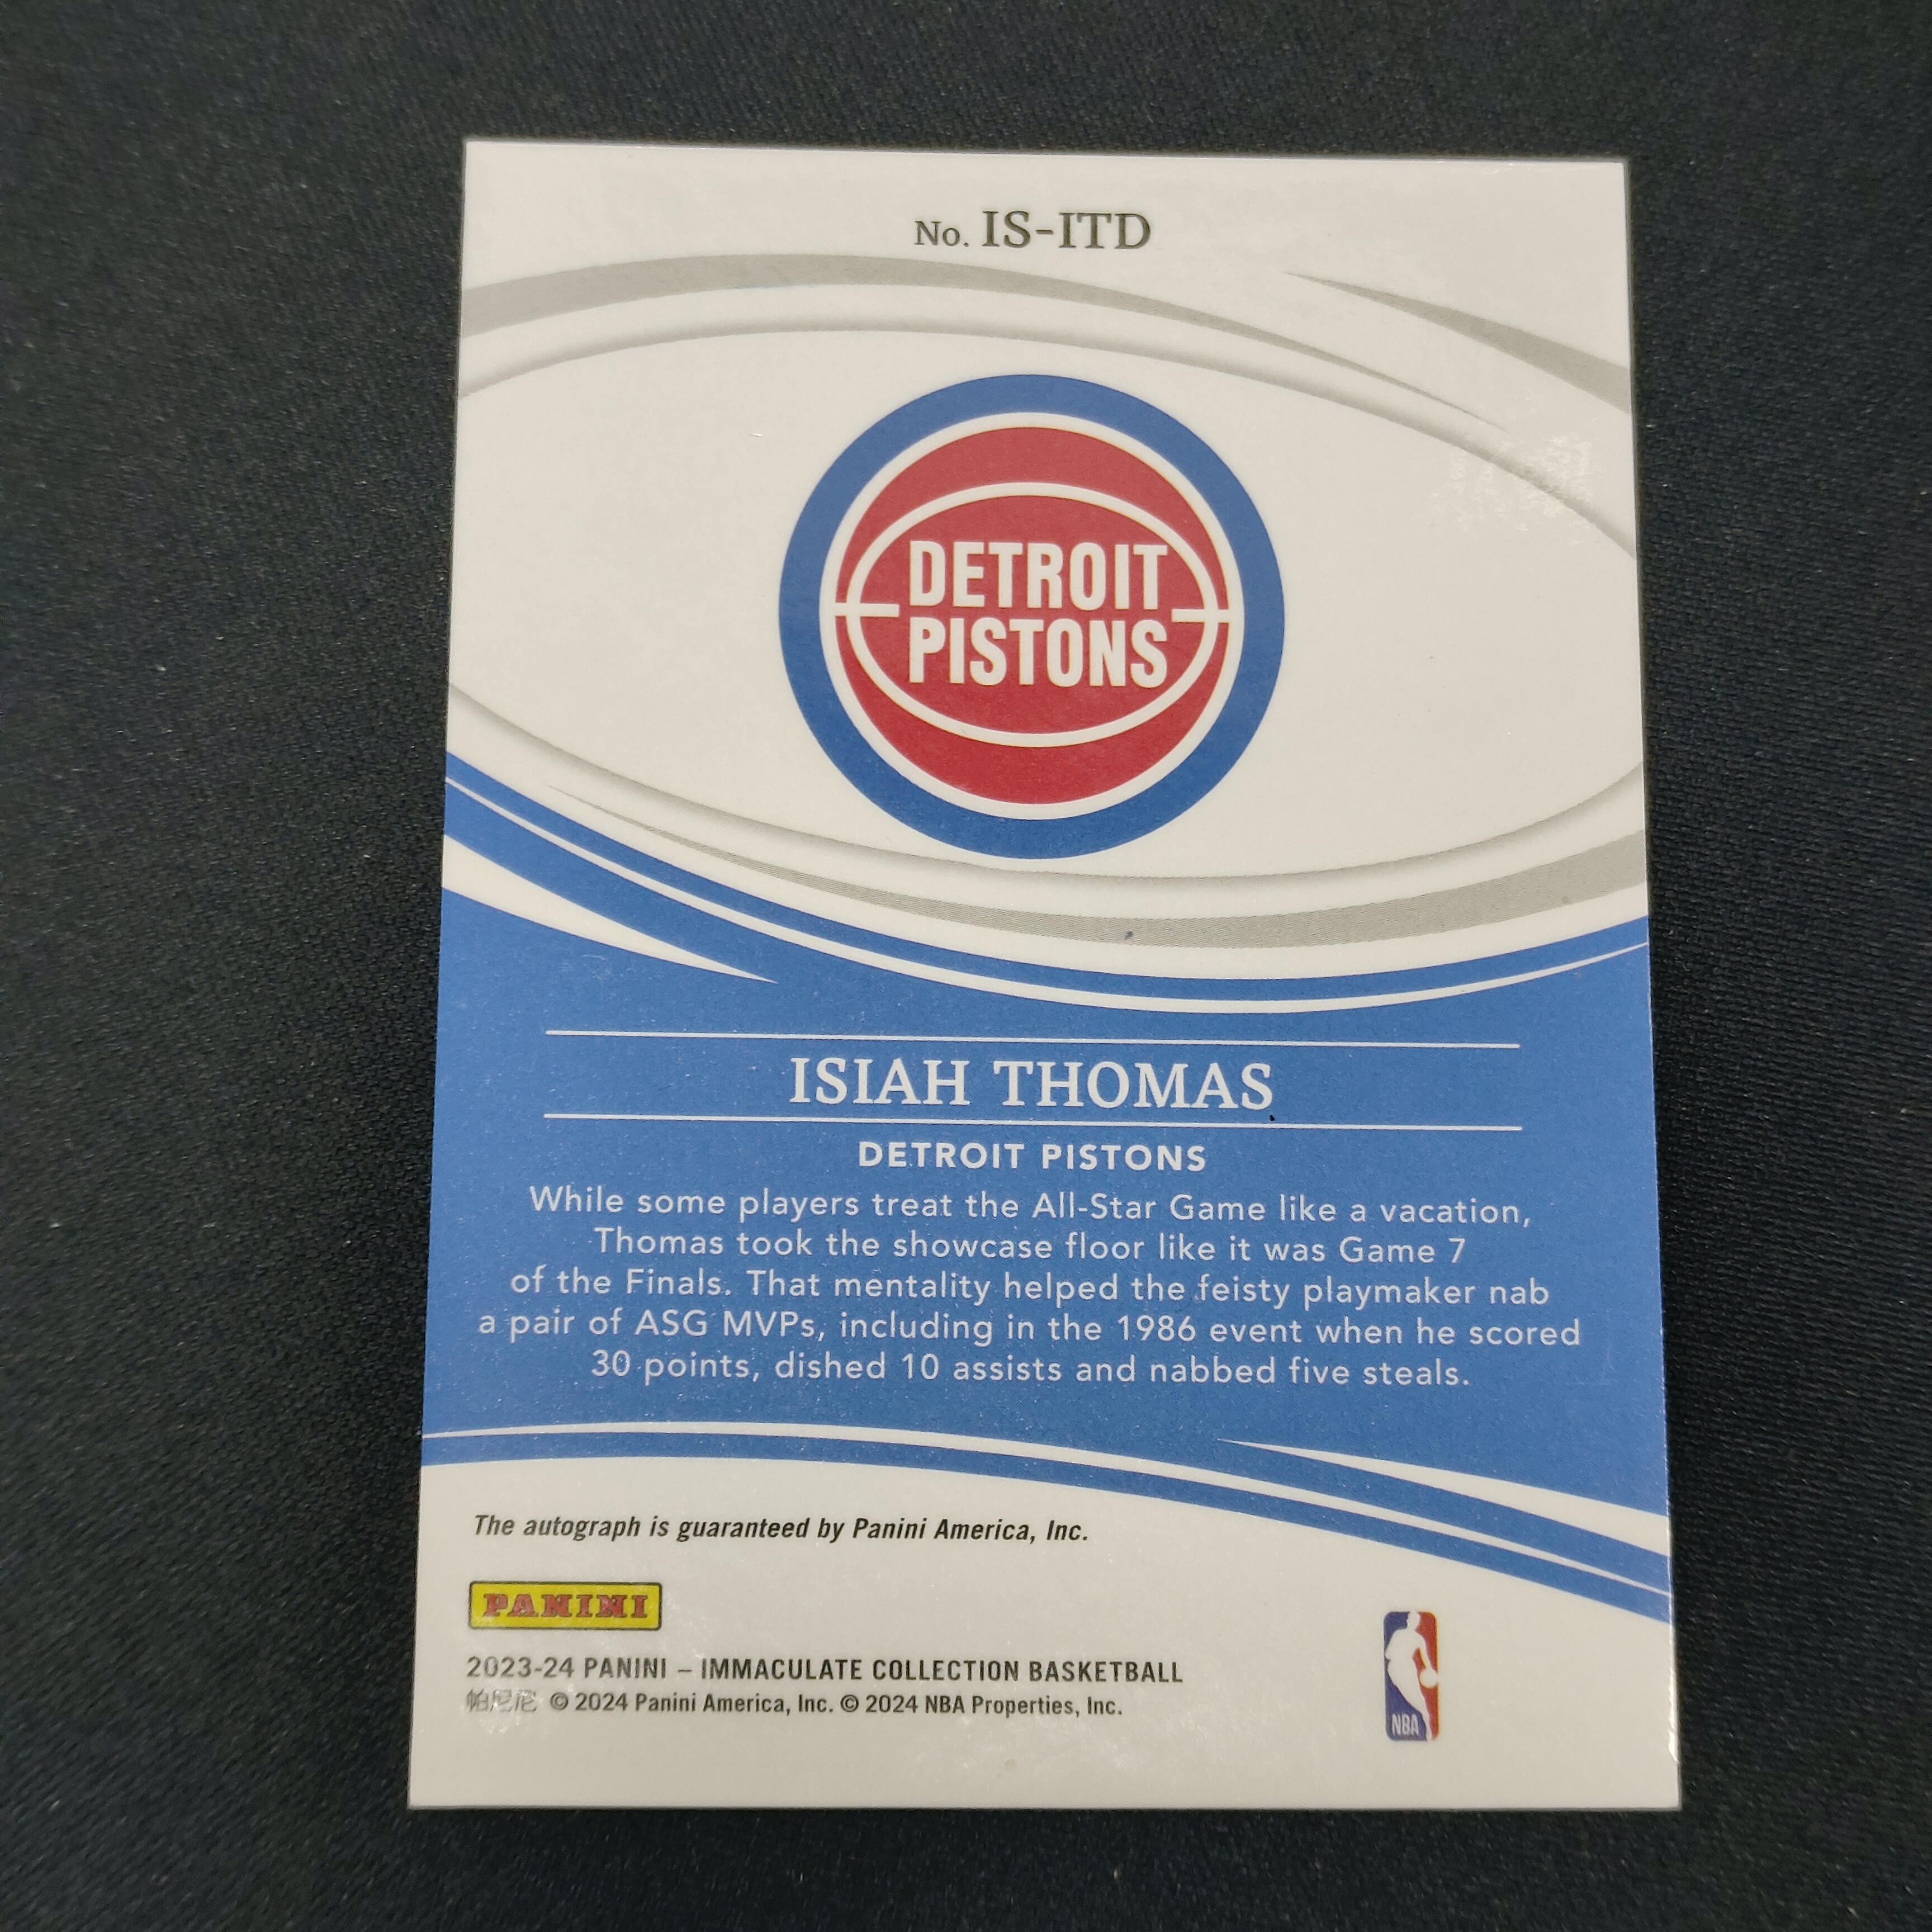 No. IS-ITD
DETROIT
PISTONS
ISIAH THOMAS
DETROIT PISTONS
While some players treat the All-Star Game like a vacation,
Thomas took the showcase floor like it was Game 7
of the Finals. That mentality helped the feisty playmaker nab
a pair of ASG MVPs, including in the 1986 event when he scored
30 points, dished 10 assists and nabbed five steals.
The autograph is guaranteed by Panini America, Inc.
PANINI
2023-24 PANINI – IMMACULATE COLLECTION BASKETBALL
帕尼尼 © 2024 Panini America, Inc. © 2024 NBA Properties, Inc.
NBA